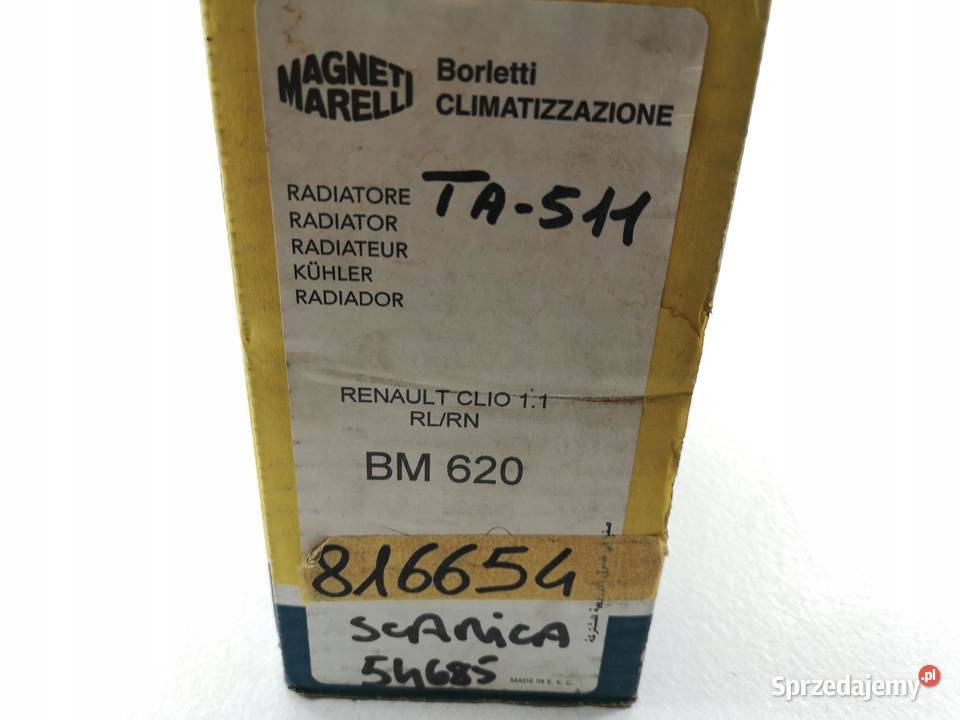 MAGNETI
MARELLI
Borletti
CLIMATIZZAZIONE
TA-511
RADIATORE
RADIATOR
RADIATEUR
KÜHLER
RADIADOR
RENAULT CLIO 1.1
RL/RN
BM 620
816654
SCANICA
54685
MADE IN E.E.C.
Sprzedajemy.pl